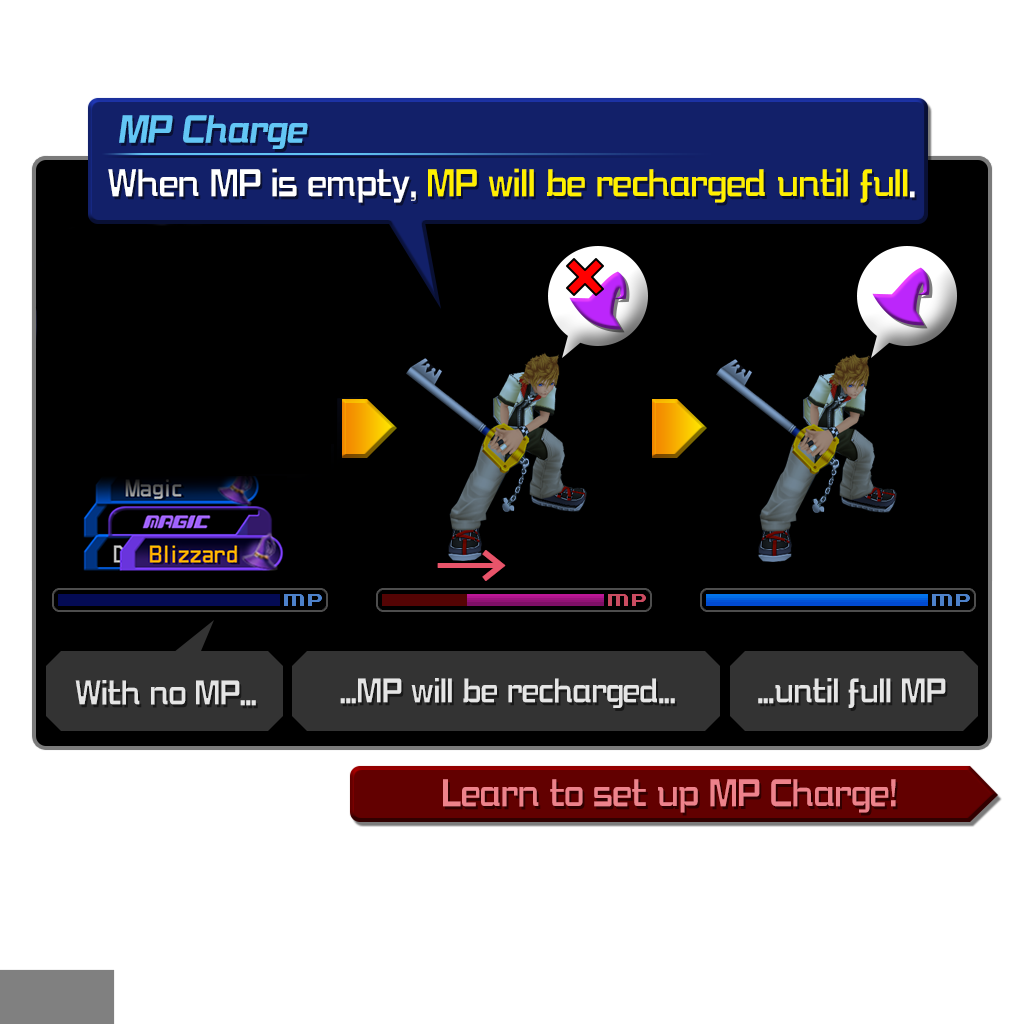 MP Charge
When MP is empty, MP will be recharged until full.
Magic
MAGIC
D
Blizzard
MP
MP
MP
With no MP...
...MP will be recharged...
...until full MP
Learn to set up MP Charge!